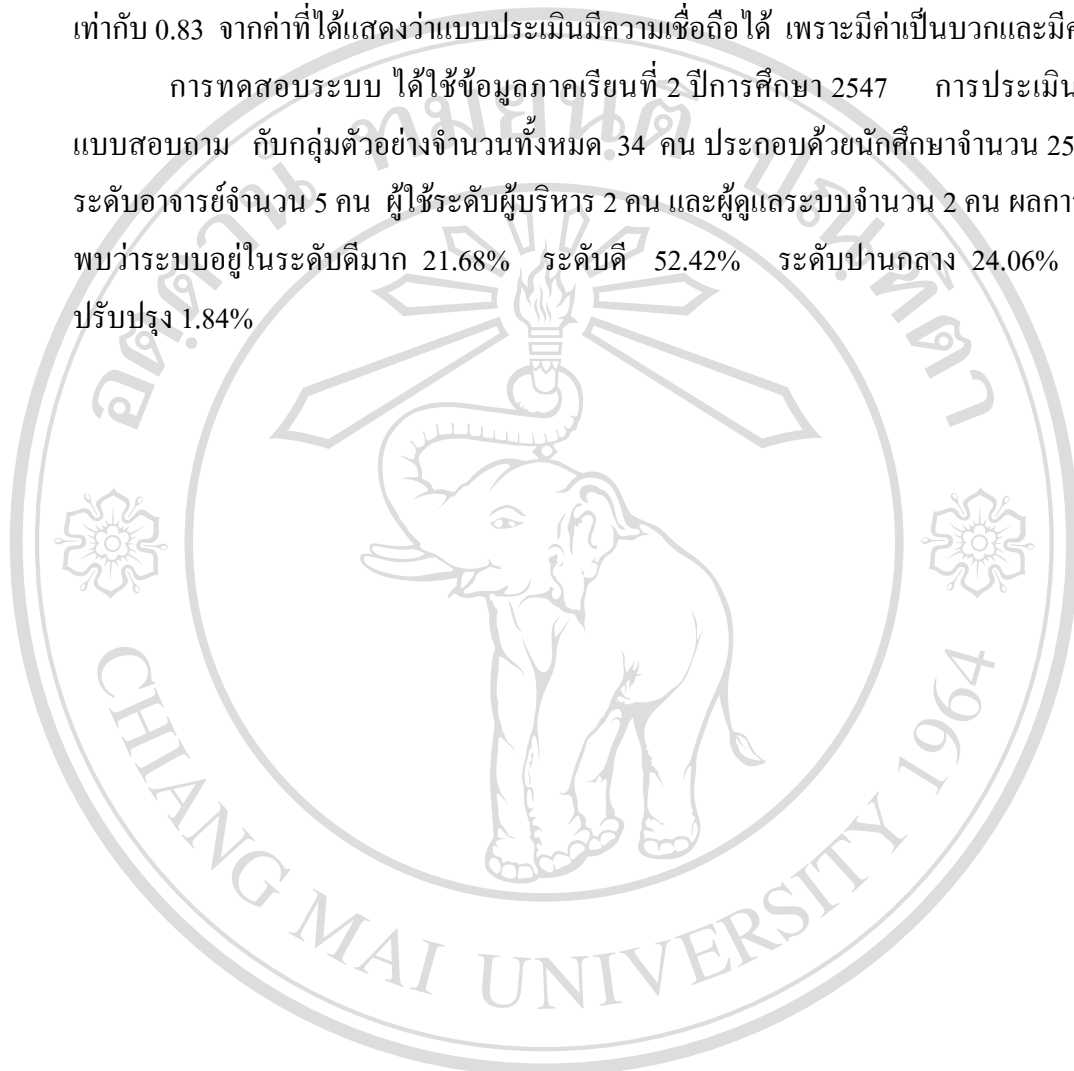 เท่ากับ 0.83 จากค่าที่ได้แสดงว่าแบบประเมินมีความเชื่อถือได้ เพราะมีค่าเป็นบวกและมี
การทดสอบระบบ ได้ใช้ข้อมูลภาคเรียนที่ 2 ปีการศึกษา 2547 การประเมิน
แบบสอบถาม กับกลุ่มตัวอย่างจำนวนทั้งหมด 34 คน ประกอบด้วยนักศึกษาจำนวน 25
ระดับอาจารย์จำนวน 5 คน ผู้ใช้ระดับผู้บริหาร 2 คน และผู้ดูแลระบบจำนวน 2 คน
พบว่าระบบอยู่ในระดับดีมาก 21.68% ระดับดี 52.42% ระดับปานกลาง 24.06%
ปรับปรุง 1.84%
อตฺตานํ ทมยนฺติ ปณฺฑิตา
CHIANG MAI UNIVERSITY 1964